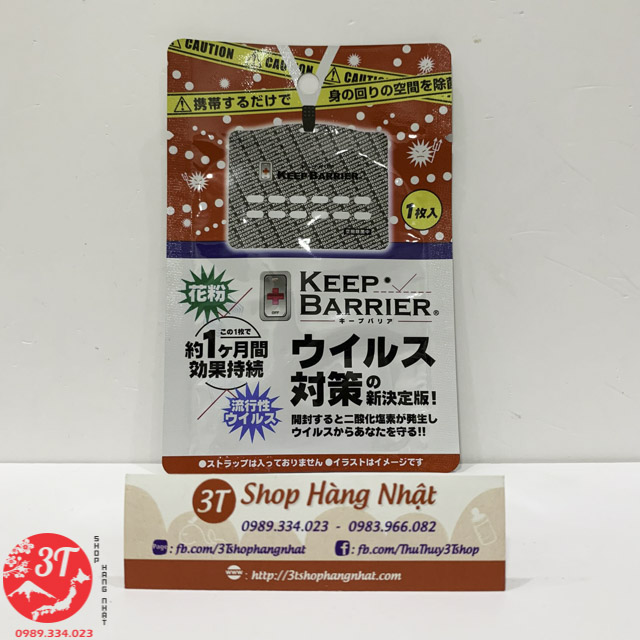 CAUTION
CAUTION
CAUTION
CAUTION
携帯するだけで
身の回りの空間を除菌
KEEP BARRIER
1枚入
花粉
KEEP
BARRIER®
キープバリア
OFF
この1枚で
約1ヶ月間
効果持続
流行性
ウイルス
ウイルス
対策の
新決定版!
開封すると二酸化塩素が発生し
ウイルスからあなたを守る!!
●ストラップは入っておりません ●イラストはイメージです
3T Shop Hàng Nhật
0989.334.023 - 0983.966.082
Page : fb.com/3Tshophangnhat
f : fb.com/ThuThuy3Tshop
www : http://3tshophangnhat.com
3T
SHOP HÀNG NHẬT
0989.334.023